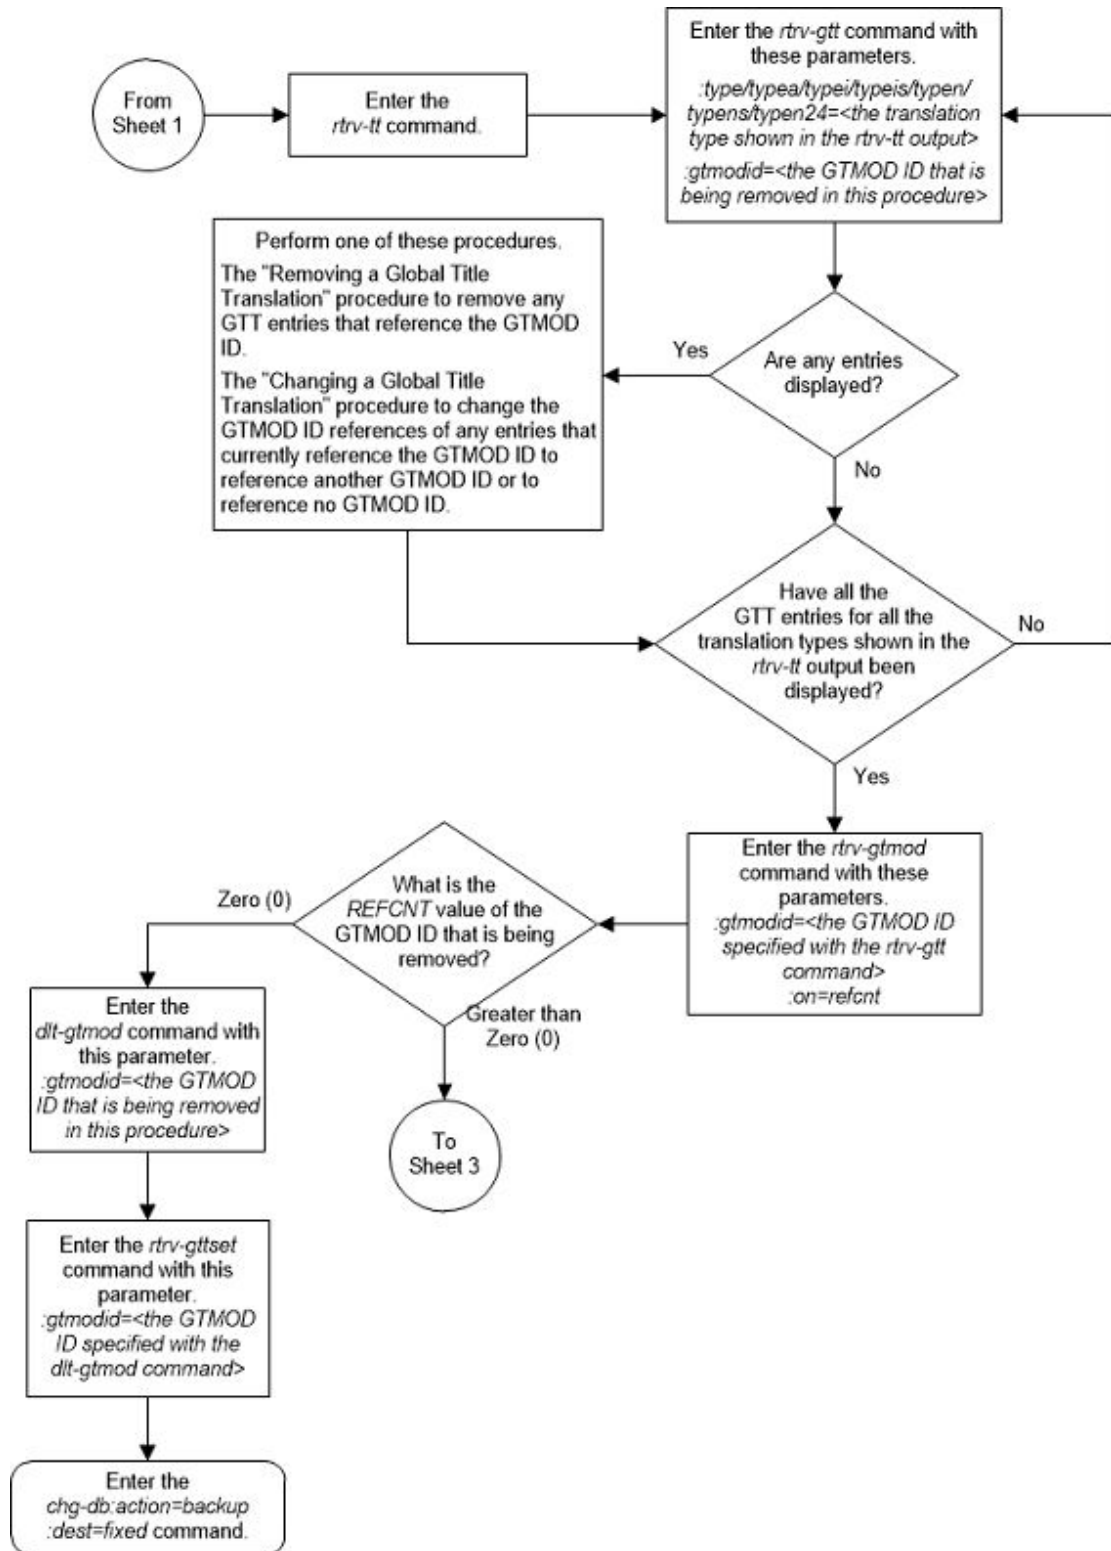 From
Sheet 1
Enter the
rtrv-tt command.
Enter the rtrv-gtt command with
these parameters.
:type/typea/typei/typeis/typen/
typens/typen24=<the translation
type shown in the rtrv-tt output>
:gtmodid=<the GTMOD ID that is
being removed in this procedure>
Perform one of these procedures.
The "Removing a Global Title
Translation" procedure to remove any
GTT entries that reference the GTMOD
ID.
The "Changing a Global Title
Translation" procedure to change the
GTMOD ID references of any entries that
currently reference the GTMOD ID to
reference another GTMOD ID or to
reference no GTMOD ID.
Yes
Are any entries
displayed?
No
Have all the
GTT entries for all the
translation types shown in the
rtrv-tt output been
displayed?
No
Yes
Enter the rtrv-gtmod
command with these
parameters.
:gtmodid=<the GTMOD ID
specified with the rtrv-gtt
command>
:on=refcnt
What is the
REFCNT value of the
GTMOD ID that is being
removed?
Zero (0)
Greater than
Zero (0)
To
Sheet 3
Enter the
dlt-gtmod command with
this parameter.
:gtmodid=<the GTMOD
ID that is being removed
in this procedure>
Enter the rtrv-gttset
command with this
parameter.
:gtmodid=<the GTMOD
ID specified with the
dlt-gtmod command>
Enter the
chg-db:action=backup
:dest=fixed command.